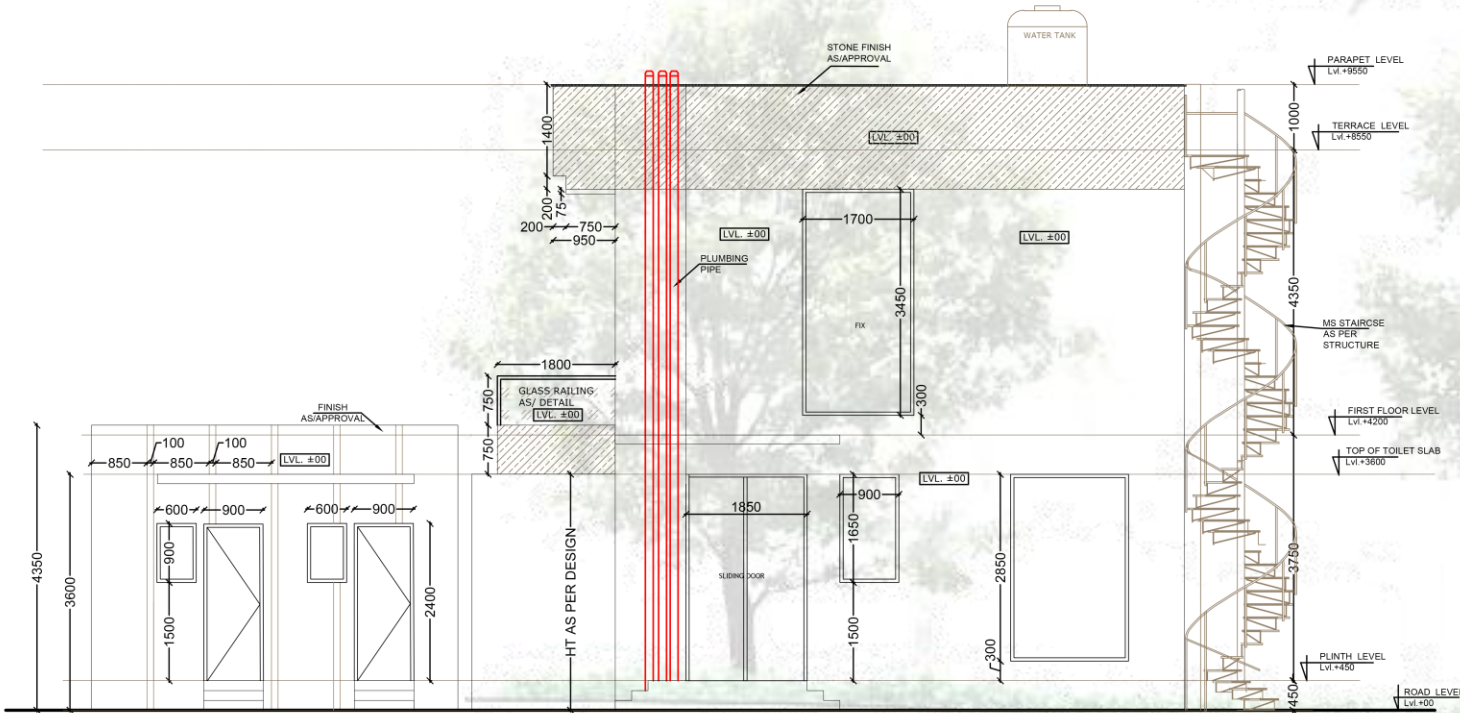 WATER TANK
STONE FINISH
AS/APPROVAL
PARAPET LEVEL
Lvl.+9550
1400
LVL. ±00
1000
TERRACE LEVEL
Lvl.+8550
200
75
200
750
950
1700
LVL. ±00
LVL. ±00
PLUMBING
PIPE
3450
FIX
4350
MS STAIRCSE
AS PER
STRUCTURE
1800
750
GLASS RAILING
AS/ DETAIL
LVL. ±00
300
FINISH
AS/APPROVAL
FIRST FLOOR LEVEL
Lvl.+4200
100
100
850
850
850
LVL. ±00
750
TOP OF TOILET SLAB
Lvl.+3600
LVL. ±00
600
900
600
900
900
1850
1650
4350
3600
900
2400
HT AS PER DESIGN
SLIDING DOOR
2850
3750
1500
1500
300
PLINTH LEVEL
Lvl.+450
450
ROAD LEVEL
Lvl.+00